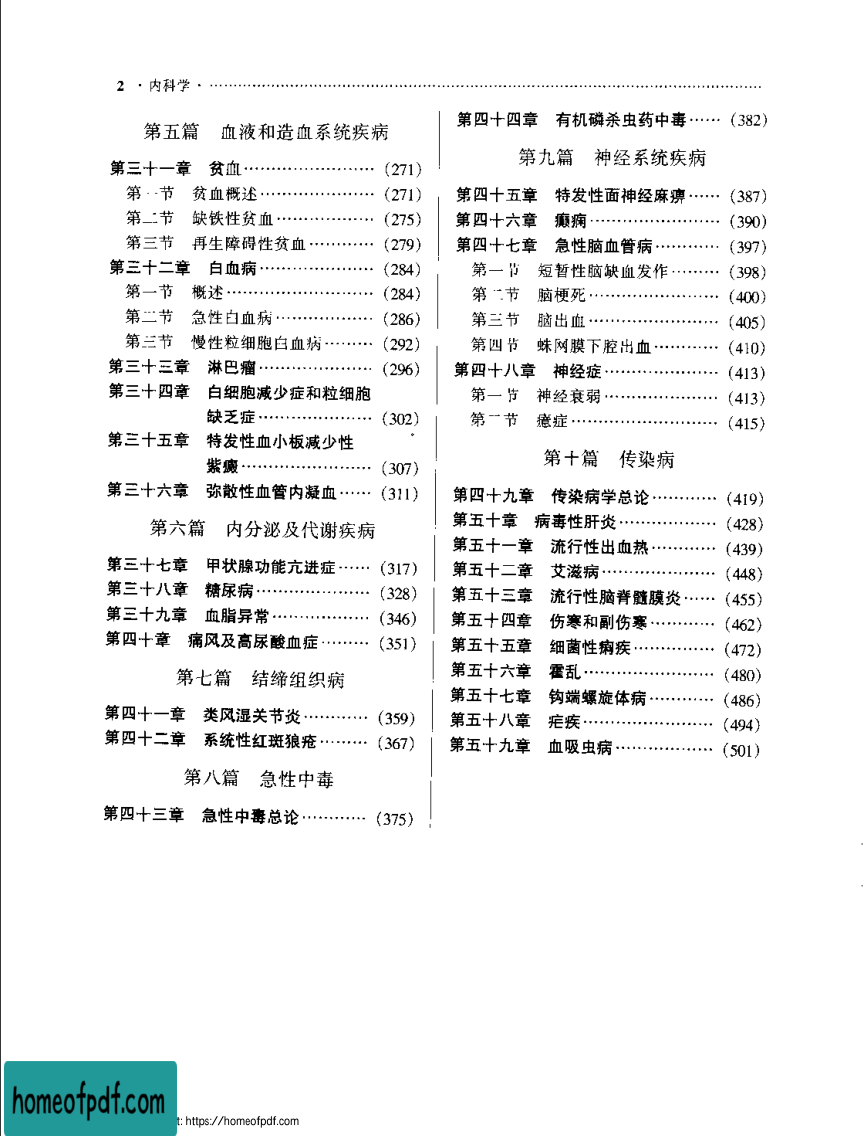 2 ·内科学· ……
第五篇 血液和造血系统疾病
第三十一章 贫血……(271)
第一节 贫血概述……(271)
第二节 缺铁性贫血……(275)
第三节 再生障碍性贫血……(279)
第三十二章 白血病……(284)
第一节 概述……(284)
第二节 急性白血病……(286)
第三节 慢性粒细胞白血病……(292)
第三十三章 淋巴瘤……(296)
第三十四章 白细胞减少症和粒细胞
缺乏症……(302)
第三十五章 特发性血小板减少性
紫癜……(307)
第三十六章 弥散性血管内凝血……(311)
第六篇 内分泌及代谢疾病
第三十七章 甲状腺功能亢进症……(317)
第三十八章 糖尿病……(328)
第三十九章 血脂异常……(346)
第四十章 痛风及高尿酸血症……(351)
第七篇 结缔组织病
第四十一章 类风湿关节炎……(359)
第四十二章 系统性红斑狼疮……(367)
第八篇 急性中毒
第四十三章 急性中毒总论……(375)
第四十四章 有机磷杀虫药中毒……(382)
第九篇 神经系统疾病
第四十五章 特发性面神经麻痹……(387)
第四十六章 癫痫……(390)
第四十七章 急性脑血管病……(397)
第一节 短暂性脑缺血发作……(398)
第二节 脑梗死……(400)
第三节 脑出血……(405)
第四节 蛛网膜下腔出血……(410)
第四十八章 神经症……(413)
第一节 神经衰弱……(413)
第二节 癔症……(415)
第十篇 传染病
第四十九章 传染病学总论……(419)
第五十章 病毒性肝炎……(428)
第五十一章 流行性出血热……(439)
第五十二章 艾滋病……(448)
第五十三章 流行性脑脊髓膜炎……(455)
第五十四章 伤寒和副伤寒……(462)
第五十五章 细菌性痢疾……(472)
第五十六章 霍乱……(480)
第五十七章 钩端螺旋体病……(486)
第五十八章 疟疾……(494)
第五十九章 血吸虫病……(501)
homeofpdf.com
t: https://homeofpdf.com